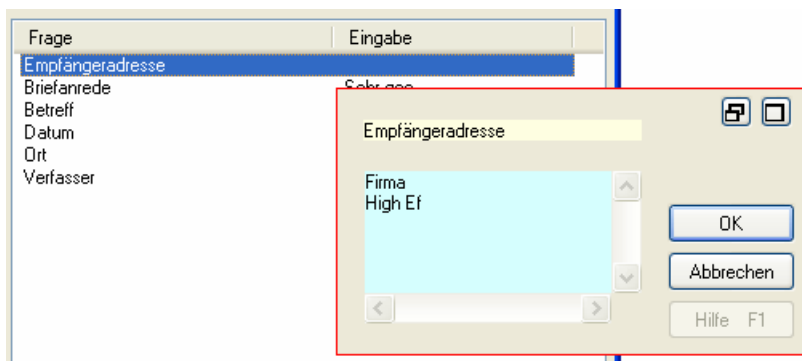 Frage Eingabe
Empfängeradresse
Briefanrede
Betreff
Datum
Ort
Verfasser
Empfängeradresse
Firma
High Ef
OK
Abbrechen
Hilfe F1